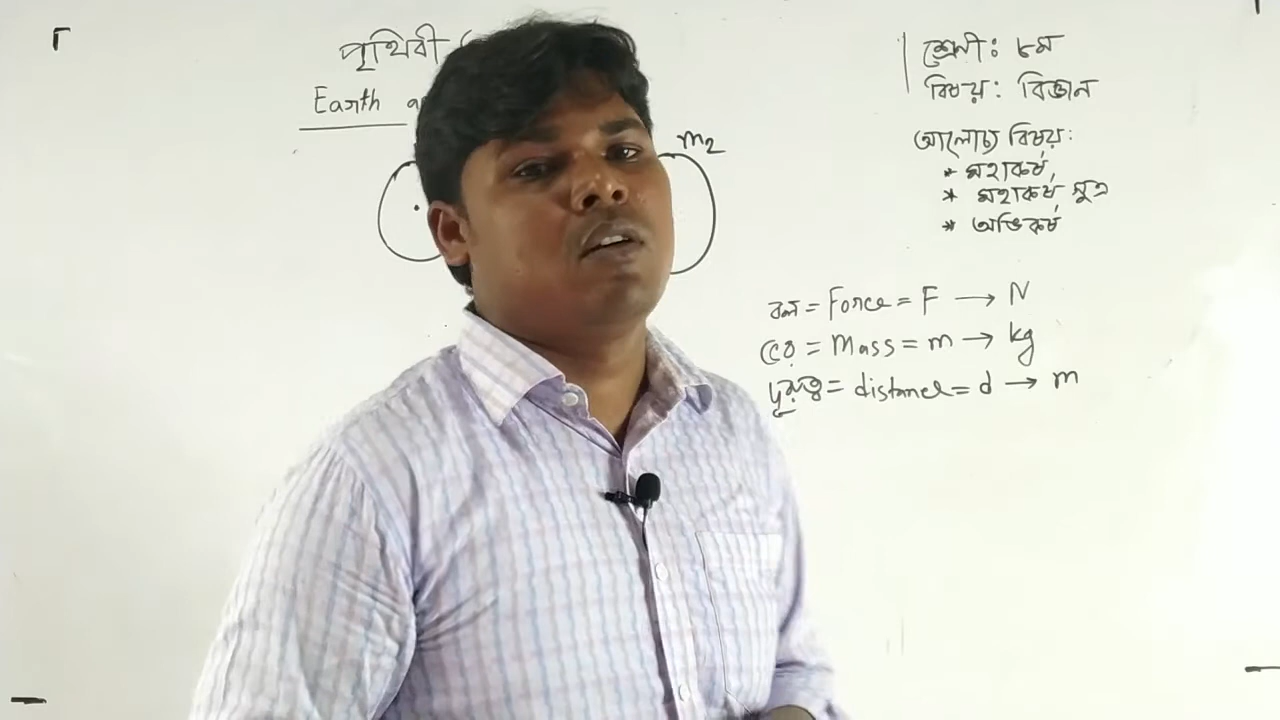 পৃথিবী
Earth a
m2
শ্রেণী: ৮ম
বিষয়: বিজ্ঞান
আলোচ্য বিষয়:
* মহাকর্ষ,
* মহাকর্ষ সূত্র
* অভিকর্ষ
বল = Force = F → N
ভর = Mass = m → kg
দূরত্ব = distance = d → m